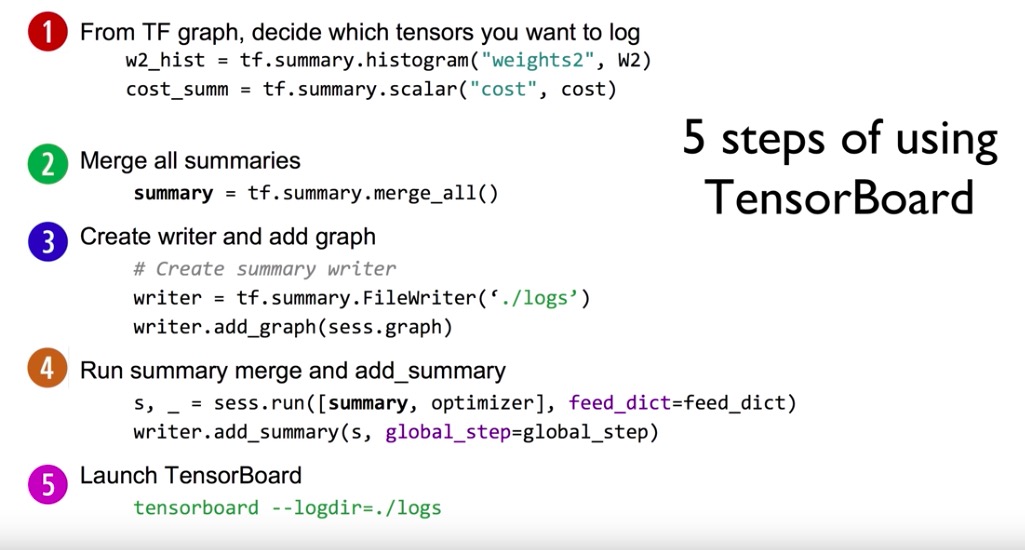 1 From TF graph, decide which tensors you want to log
w2_hist = tf.summary.histogram("weights2", W2)
cost_summ = tf.summary.scalar("cost", cost)
5 steps of using
TensorBoard
2 Merge all summaries
summary = tf.summary.merge_all()
3 Create writer and add graph
# Create summary writer
writer = tf.summary.FileWriter(‘./logs’)
writer.add_graph(sess.graph)
4 Run summary merge and add_summary
s, _ = sess.run([summary, optimizer], feed_dict=feed_dict)
writer.add_summary(s, global_step=global_step)
5 Launch TensorBoard
tensorboard --logdir=./logs